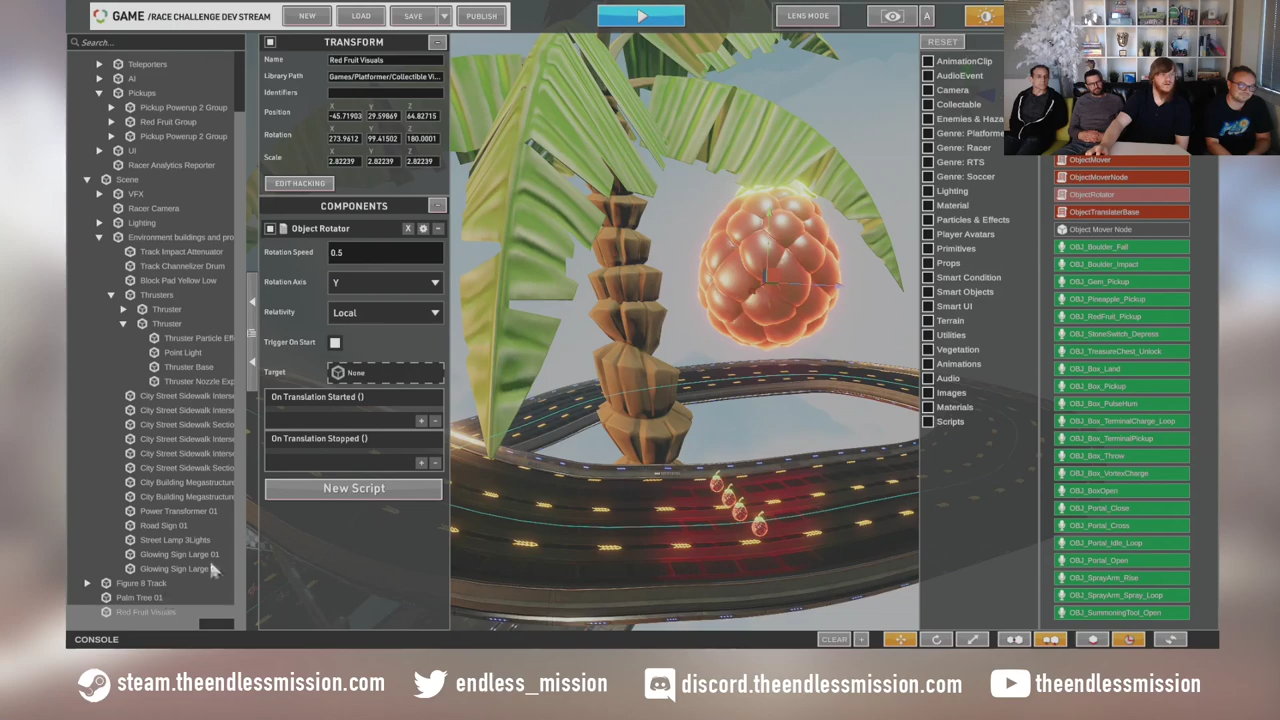 GAME /RACE CHALLENGE DEV STREAM
NEW
LOAD
SAVE
PUBLISH
LENS MODE
A
Search...
Teleporters
AI
Pickups
Pickup Powerup 2 Group
Red Fruit Group
Pickup Powerup 2 Group
UI
Racer Analytics Reporter
Scene
VFX
Racer Camera
Lighting
Environment buildings and pro
Track Impact Attenuator
Track Channelizer Drum
Block Pad Yellow Low
Thrusters
Thruster
Thruster
Thruster Particle Eff
Point Light
Thruster Base
Thruster Nozzle Exp
City Street Sidewalk Interse
City Street Sidewalk Interse
City Street Sidewalk Sectio
City Street Sidewalk Interse
City Street Sidewalk Interse
City Street Sidewalk Sectio
City Building Megastructure
City Building Megastructure
Power Transformer 01
Road Sign 01
Street Lamp 3Lights
Glowing Sign Large 01
Glowing Sign Large
Figure 8 Track
Palm Tree 01
Red Fruit Visuals
CONSOLE
TRANSFORM
Name
Red Fruit Visuals
Library Path
Games/Platformer/Collectible Vi...
Identifiers
X Y Z
Position
-45.71903 29.59869 64.82715
X Y Z
Rotation
273.9612 99.41502 180.0001
X Y Z
Scale
2.82239 2.82239 2.82239
EDIT HACKING
COMPONENTS
Object Rotator
X
Rotation Speed
0.5
Rotation Axis
Y
Relativity
Local
Trigger On Start
Target
None
On Translation Started ()
+ -
On Translation Stopped ()
+ -
New Script
CLEAR
+
RESET
AnimationClip
AudioEvent
Camera
Collectable
Enemies & Haza
Genre: Platforme
Genre: Racer
Genre: RTS
Genre: Soccer
Lighting
Material
Particles & Effects
Player Avatars
Primitives
Props
Smart Condition
Smart Objects
Smart UI
Terrain
Utilities
Vegetation
Animations
Audio
Images
Materials
Scripts
ObjectMover
ObjectMoverNode
ObjectRotator
ObjectTranslaterBase
Object Mover Node
OBJ_Boulder_Fall
OBJ_Boulder_Impact
OBJ_Gem_Pickup
OBJ_Pineapple_Pickup
OBJ_RedFruit_Pickup
OBJ_StoneSwitch_Depress
OBJ_TreasureChest_Unlock
OBJ_Box_Land
OBJ_Box_Pickup
OBJ_Box_PulseHum
OBJ_Box_TerminalCharge_Loop
OBJ_Box_TerminalPickup
OBJ_Box_Throw
OBJ_Box_VortexCharge
OBJ_BoxOpen
OBJ_Portal_Close
OBJ_Portal_Cross
OBJ_Portal_Idle_Loop
OBJ_Portal_Open
OBJ_SprayArm_Rise
OBJ_SprayArm_Spray_Loop
OBJ_SummoningTool_Open
steam.theendlessmission.com
endless_mission
discord.theendlessmission.com
theendlessmission